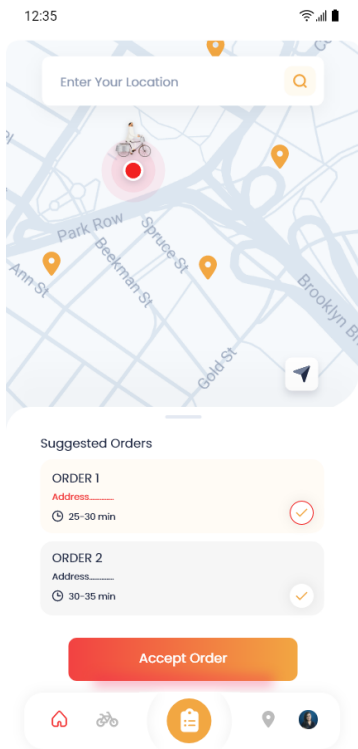 12:35
Enter Your Location
Park Row
Spruce St
Beekman St
Ann St
Brooklyn Br
Gold St
Suggested Orders
ORDER 1
Address..............
25-30 min
ORDER 2
Address..............
30-35 min
Accept Order